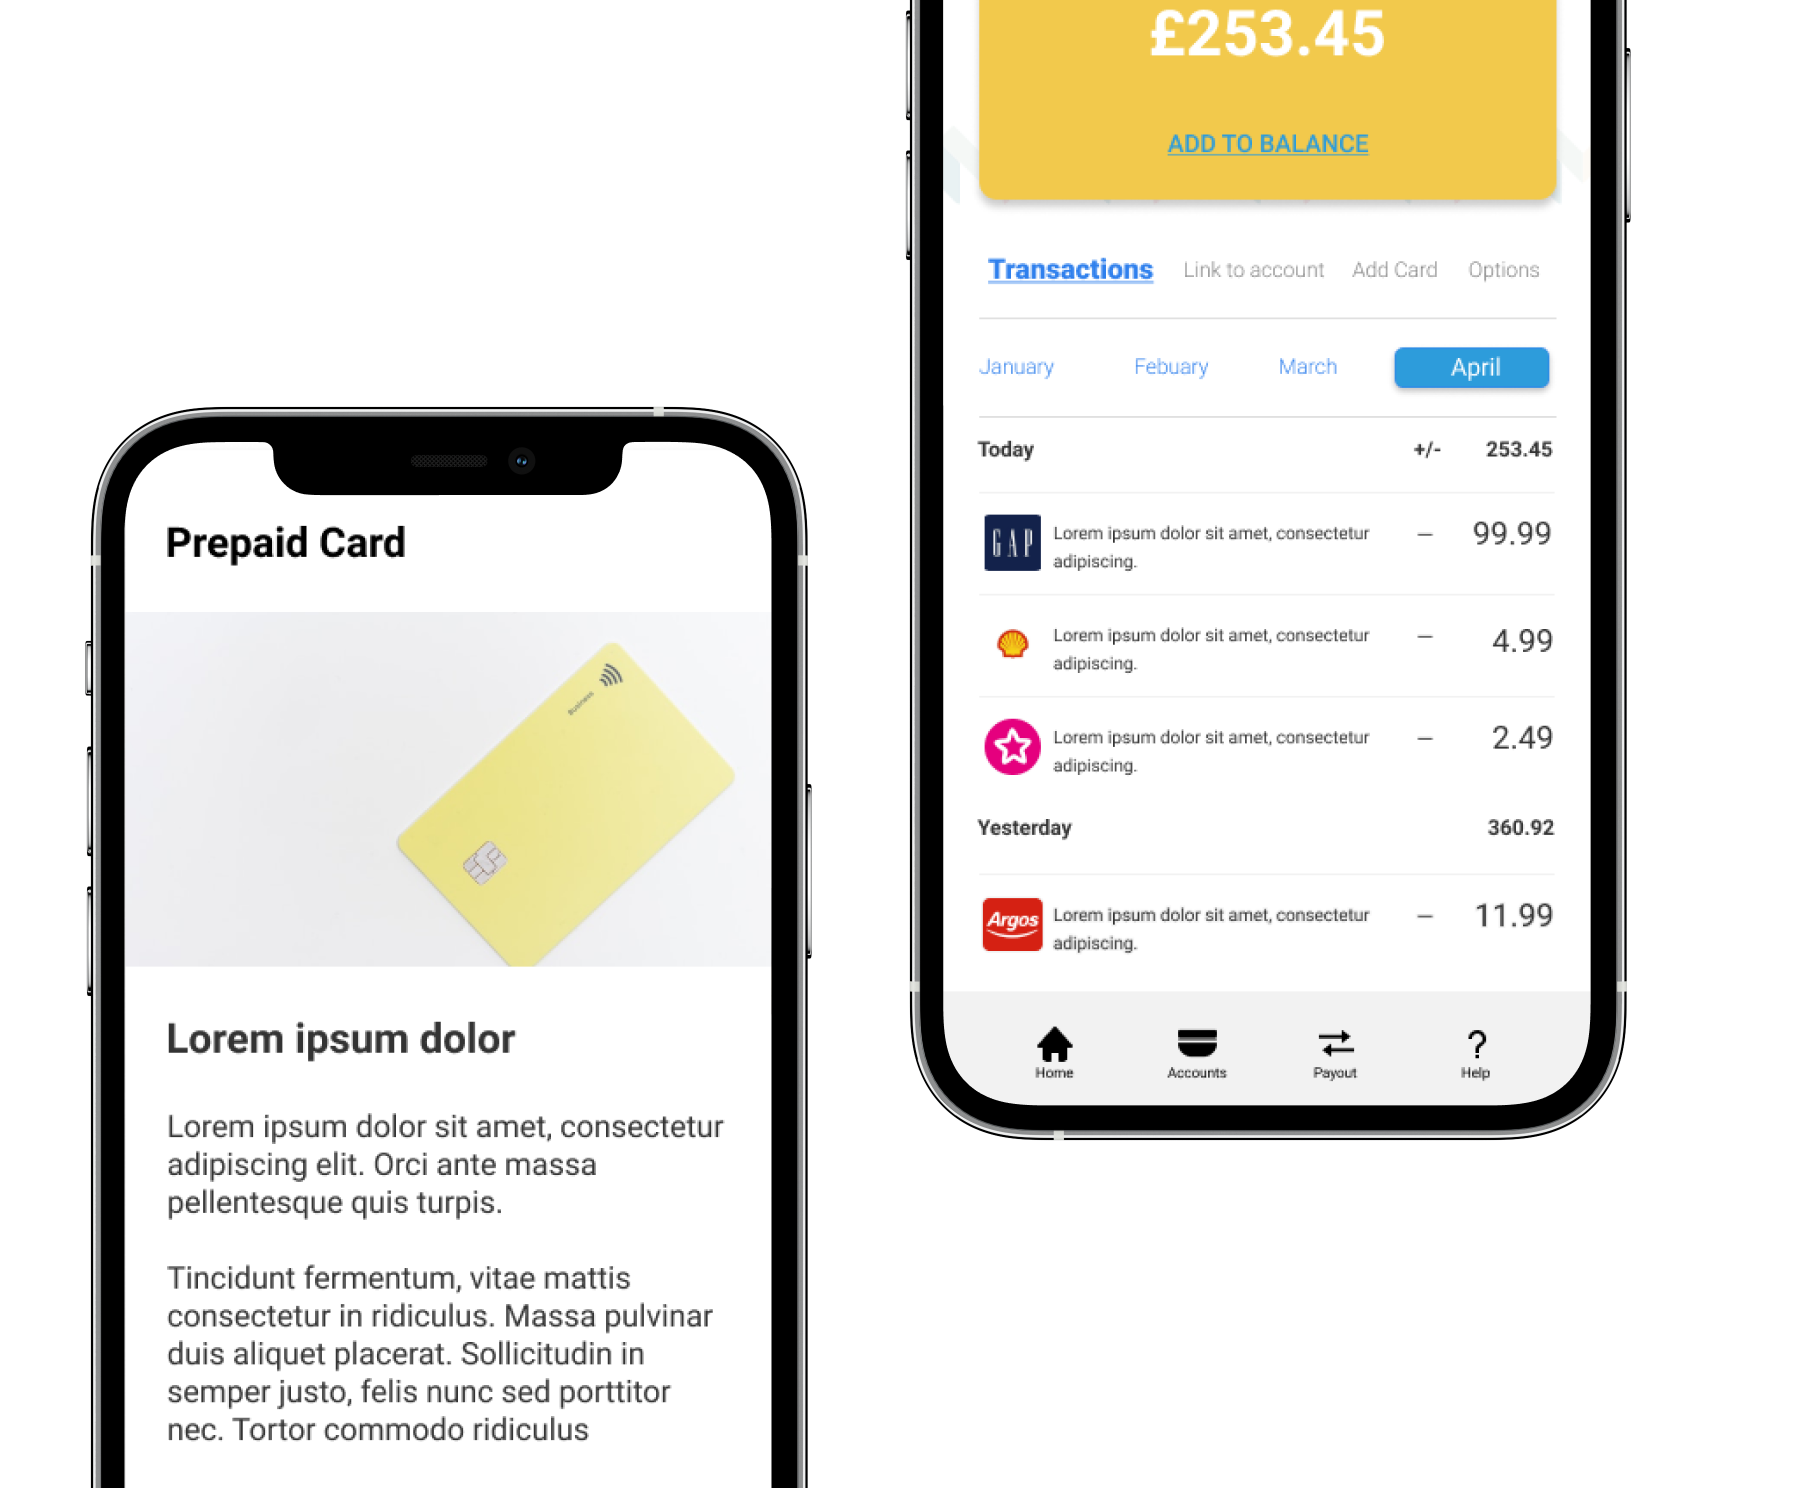 Prepaid Card
Business
Lorem ipsum dolor
Lorem ipsum dolor sit amet, consectetur
adipiscing elit. Orci ante massa
pellentesque quis turpis.
Tincidunt fermentum, vitae mattis
consectetur in ridiculus. Massa pulvinar
duis aliquet placerat. Sollicitudin in
semper justo, felis nunc sed porttitor
nec. Tortor commodo ridiculus
£253.45
ADD TO BALANCE
Transactions Link to account Add Card Options
January Febuary March April
Today +/- 253.45
GAP Lorem ipsum dolor sit amet, consectetur – 99.99
adipiscing.
Lorem ipsum dolor sit amet, consectetur – 4.99
adipiscing.
Lorem ipsum dolor sit amet, consectetur – 2.49
adipiscing.
Yesterday 360.92
Argos Lorem ipsum dolor sit amet, consectetur – 11.99
adipiscing.
Home Accounts Payout ? Help